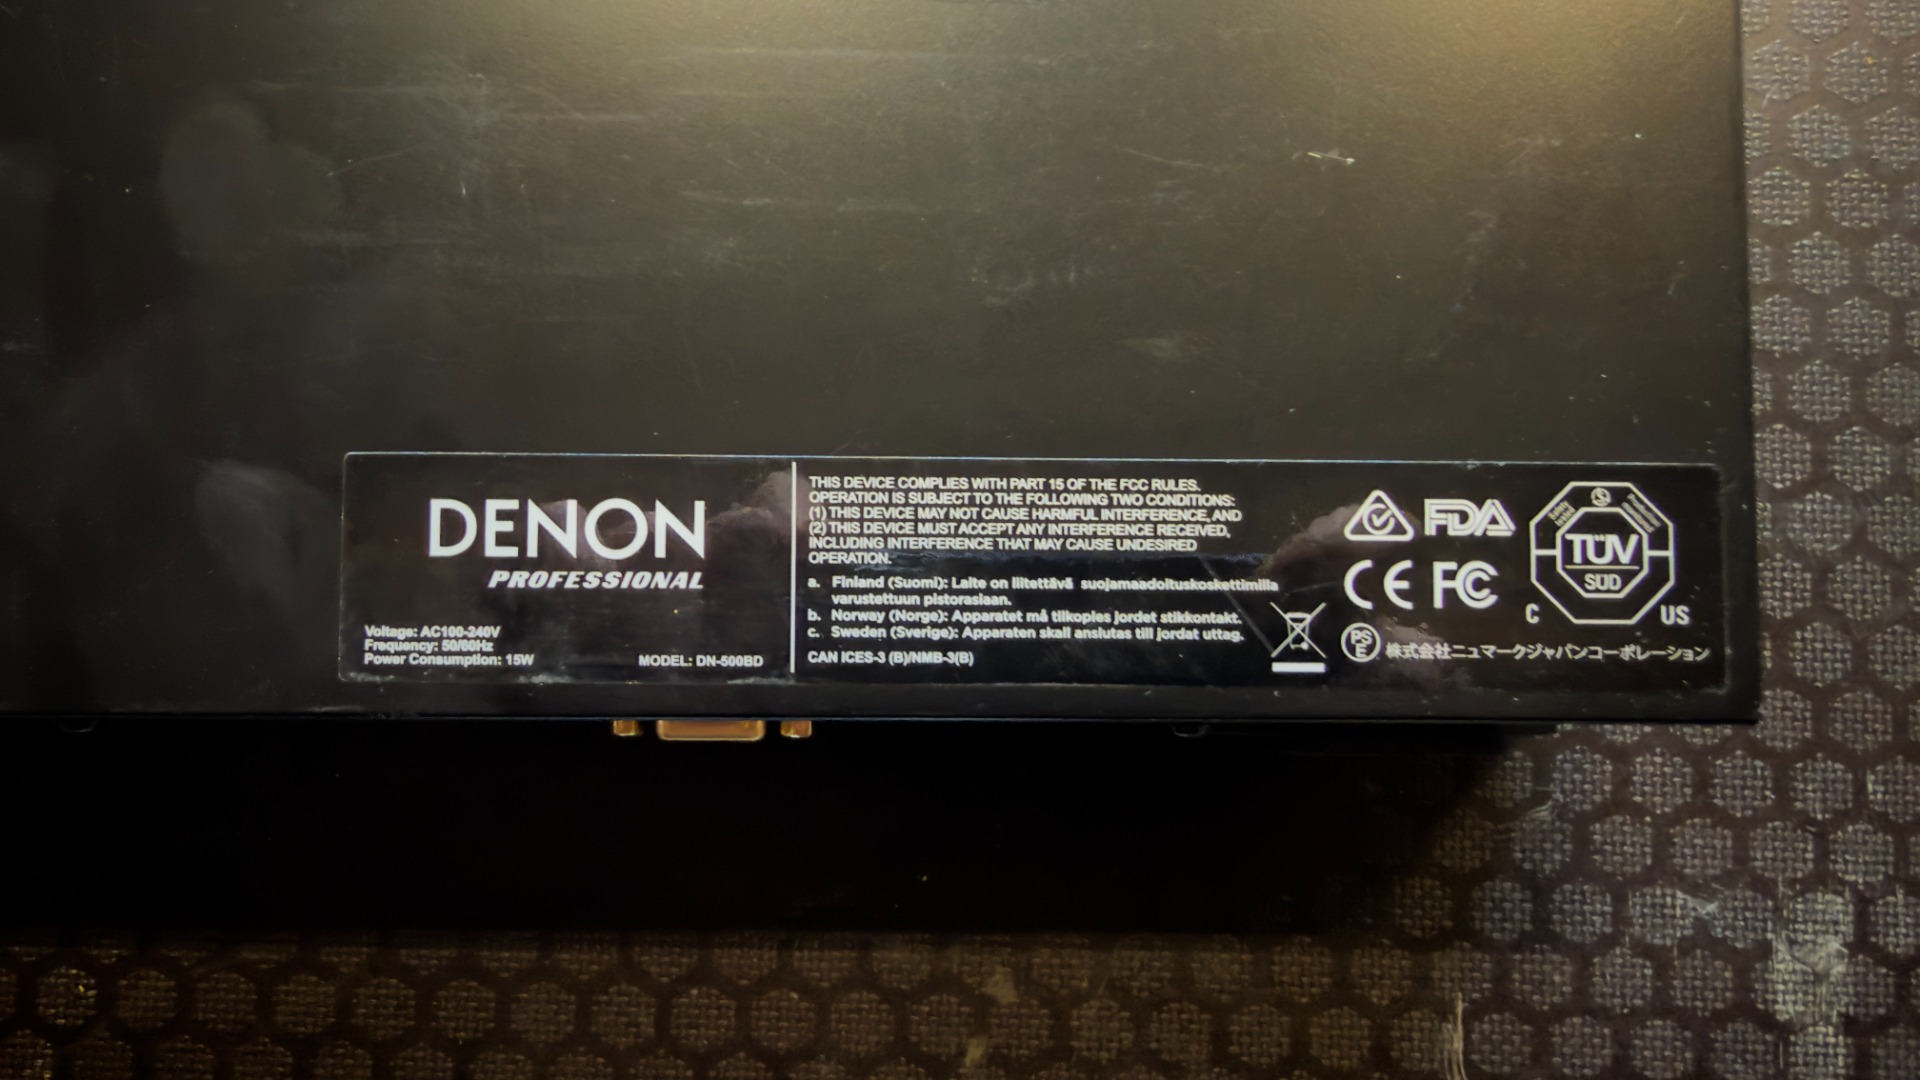 DENON
PROFESSIONAL
Voltage: AC100-240V
Frequency: 50/60Hz
Power Consumption: 15W
MODEL: DN-500BD
THIS DEVICE COMPLIES WITH PART 15 OF THE FCC RULES.
OPERATION IS SUBJECT TO THE FOLLOWING TWO CONDITIONS:
(1) THIS DEVICE MAY NOT CAUSE HARMFUL INTERFERENCE, AND
(2) THIS DEVICE MUST ACCEPT ANY INTERFERENCE RECEIVED,
INCLUDING INTERFERENCE THAT MAY CAUSE UNDESIRED
OPERATION.
a. Finland (Suomi): Laite on liitettävä suojamaadoituskoskettimilla
varustettuun pistorasiaan.
b. Norway (Norge): Apparatet må tilkoples jordet stikkontakt.
c. Sweden (Sverige): Apparaten skall anslutas till jordat uttag.
CAN ICES-3 (B)/NMB-3(B)
FDA
CE FC
TÜV
SÜD
C US
PS
E
株式会社ニュマークジャパンコーポレーション